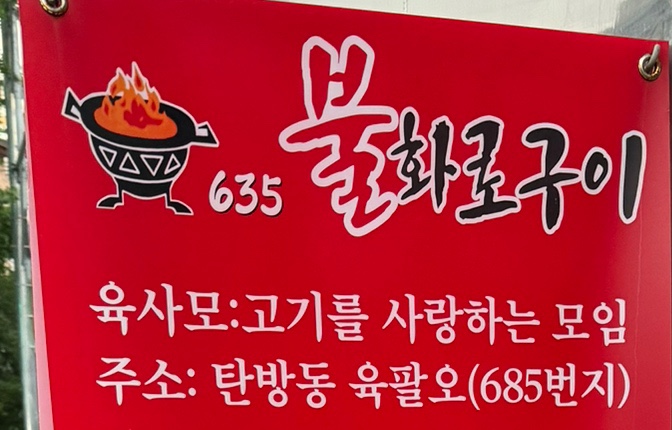 635 불화로구이
육사모:고기를 사랑하는 모임
주소: 탄방동 육팔오(685번지)